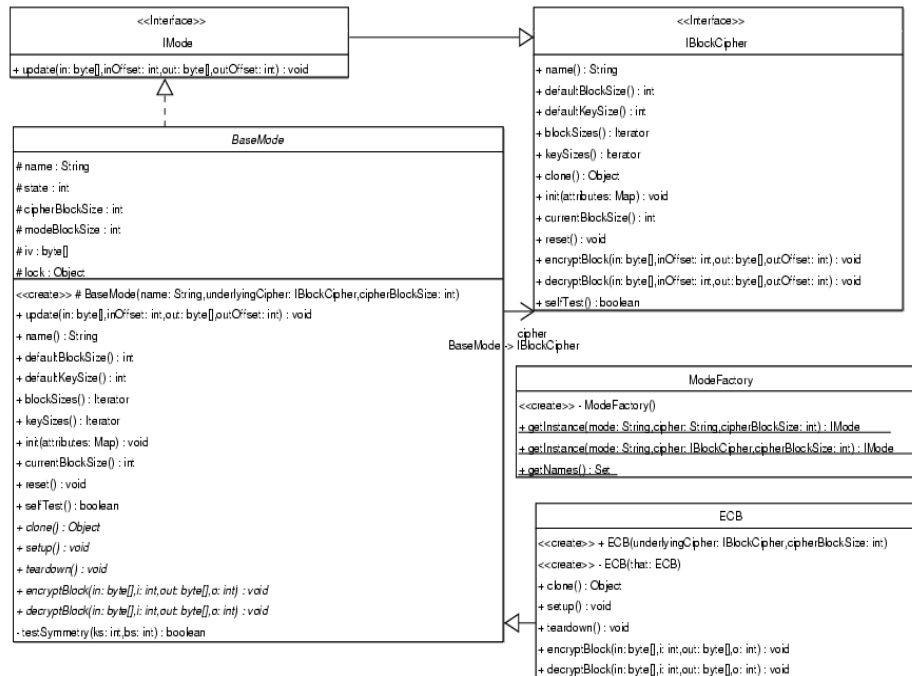 <<Interface>>
IMode
+ update(in: byte[],inOffset: int,out: byte[],outOffset: int) : void
<<Interface>>
IBlockCipher
+ name() : String
+ defaultBlockSize() : int
+ defaultKeySize() : int
+ blockSizes() : Iterator
+ keySizes() : Iterator
+ clone() : Object
+ init(attributes: Map) : void
+ currentBlockSize() : int
+ reset() : void
+ encryptBlock(in: byte[],inOffset: int,out: byte[],outOffset: int) : void
+ decryptBlock(in: byte[],inOffset: int,out: byte[],outOffset: int) : void
+ selfTest() : boolean
BaseMode
# name : String
# state : int
# cipherBlockSize : int
# modeBlockSize : int
# iv : byte[]
# lock : Object
<<create>> # BaseMode(name: String,underlyingCipher: IBlockCipher,cipherBlockSize: int)
+ update(in: byte[],inOffset: int,out: byte[],outOffset: int) : void
+ name() : String
+ defaultBlockSize() : int
+ defaultKeySize() : int
+ blockSizes() : Iterator
+ keySizes() : Iterator
+ init(attributes: Map) : void
+ currentBlockSize() : int
+ reset() : void
+ selfTest() : boolean
+ clone() : Object
+ setup() : void
+ teardown() : void
+ encryptBlock(in: byte[],i: int,out: byte[],o: int) : void
+ decryptBlock(in: byte[],i: int,out: byte[],o: int) : void
- testSymmetry(ks: int,bs: int) : boolean
cipher
BaseMode -> IBlockCipher
ModeFactory
<<create>> - ModeFactory()
+ getInstance(mode: String,cipher: String,cipherBlockSize: int) : IMode
+ getInstance(mode: String,cipher: IBlockCipher,cipherBlockSize: int) : IMode
+ getNames() : Set
ECB
<<create>> + ECB(underlyingCipher: IBlockCipher,cipherBlockSize: int)
<<create>> - ECB(that: ECB)
+ clone() : Object
+ setup() : void
+ teardown() : void
+ encryptBlock(in: byte[],i: int,out: byte[],o: int) : void
+ decryptBlock(in: byte[],i: int,out: byte[],o: int) : void